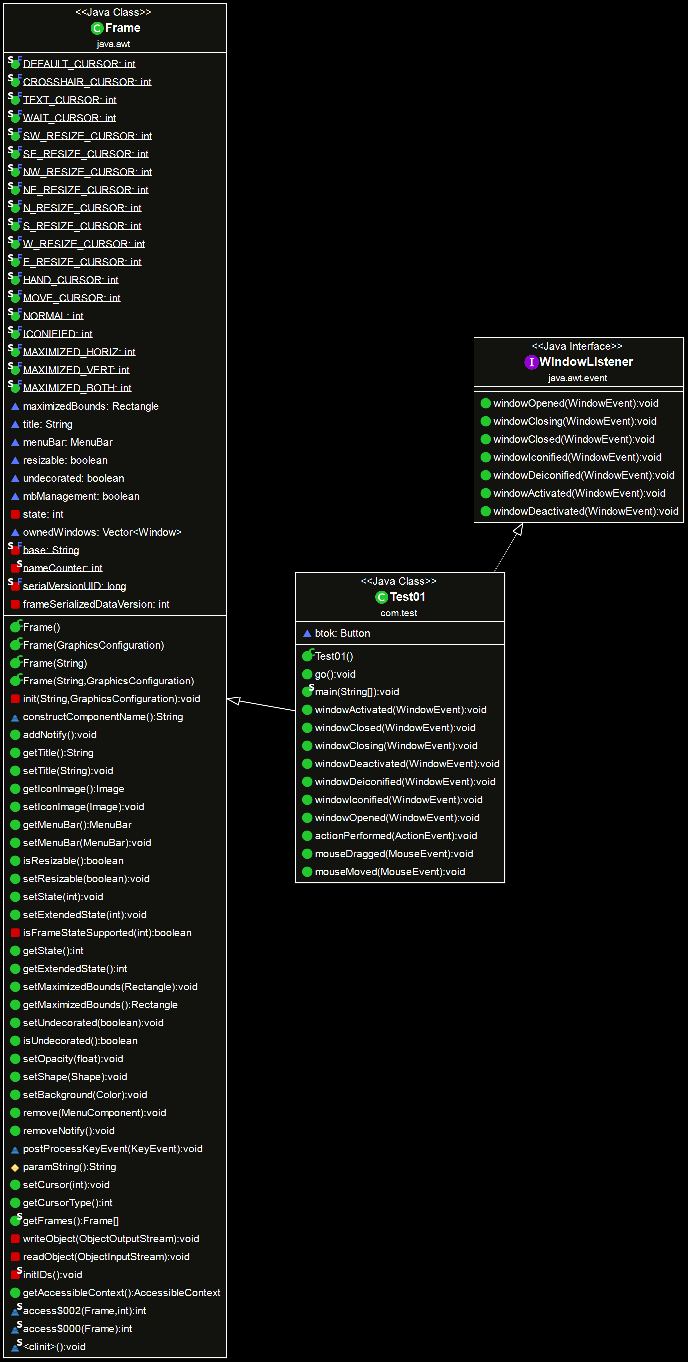 <<Java Class>>
Frame
java.awt
DEFAULT_CURSOR: int
CROSSHAIR_CURSOR: int
TEXT_CURSOR: int
WAIT_CURSOR: int
SW_RESIZE_CURSOR: int
SE_RESIZE_CURSOR: int
NW_RESIZE_CURSOR: int
NE_RESIZE_CURSOR: int
N_RESIZE_CURSOR: int
S_RESIZE_CURSOR: int
W_RESIZE_CURSOR: int
E_RESIZE_CURSOR: int
HAND_CURSOR: int
MOVE_CURSOR: int
NORMAL: int
ICONIFIED: int
MAXIMIZED_HORIZ: int
MAXIMIZED_VERT: int
MAXIMIZED_BOTH: int
maximizedBounds: Rectangle
title: String
menuBar: MenuBar
resizable: boolean
undecorated: boolean
mbManagement: boolean
state: int
ownedWindows: Vector<Window>
base: String
nameCounter: int
serialVersionUID: long
frameSerializedDataVersion: int
Frame()
Frame(GraphicsConfiguration)
Frame(String)
Frame(String,GraphicsConfiguration)
init(String,GraphicsConfiguration):void
constructComponentName():String
addNotify():void
getTitle():String
setTitle(String):void
getIconImage():Image
setIconImage(Image):void
getMenuBar():MenuBar
setMenuBar(MenuBar):void
isResizable():boolean
setResizable(boolean):void
setState(int):void
setExtendedState(int):void
isFrameStateSupported(int):boolean
getState():int
getExtendedState():int
setMaximizedBounds(Rectangle):void
getMaximizedBounds():Rectangle
setUndecorated(boolean):void
isUndecorated():boolean
setOpacity(float):void
setShape(Shape):void
setBackground(Color):void
remove(MenuComponent):void
removeNotify():void
postProcessKeyEvent(KeyEvent):void
paramString():String
setCursor(int):void
getCursorType():int
getFrames():Frame[]
writeObject(ObjectOutputStream):void
readObject(ObjectInputStream):void
initIDs():void
getAccessibleContext():AccessibleContext
access$002(Frame,int):int
access$000(Frame):int
<clinit>():void
<<Java Interface>>
WindowListener
java.awt.event
windowOpened(WindowEvent):void
windowClosing(WindowEvent):void
windowClosed(WindowEvent):void
windowIconified(WindowEvent):void
windowDeiconified(WindowEvent):void
windowActivated(WindowEvent):void
windowDeactivated(WindowEvent):void
<<Java Class>>
Test01
com.test
btok: Button
Test01()
go():void
main(String[]):void
windowActivated(WindowEvent):void
windowClosed(WindowEvent):void
windowClosing(WindowEvent):void
windowDeactivated(WindowEvent):void
windowDeiconified(WindowEvent):void
windowIconified(WindowEvent):void
windowOpened(WindowEvent):void
actionPerformed(ActionEvent):void
mouseDragged(MouseEvent):void
mouseMoved(MouseEvent):void